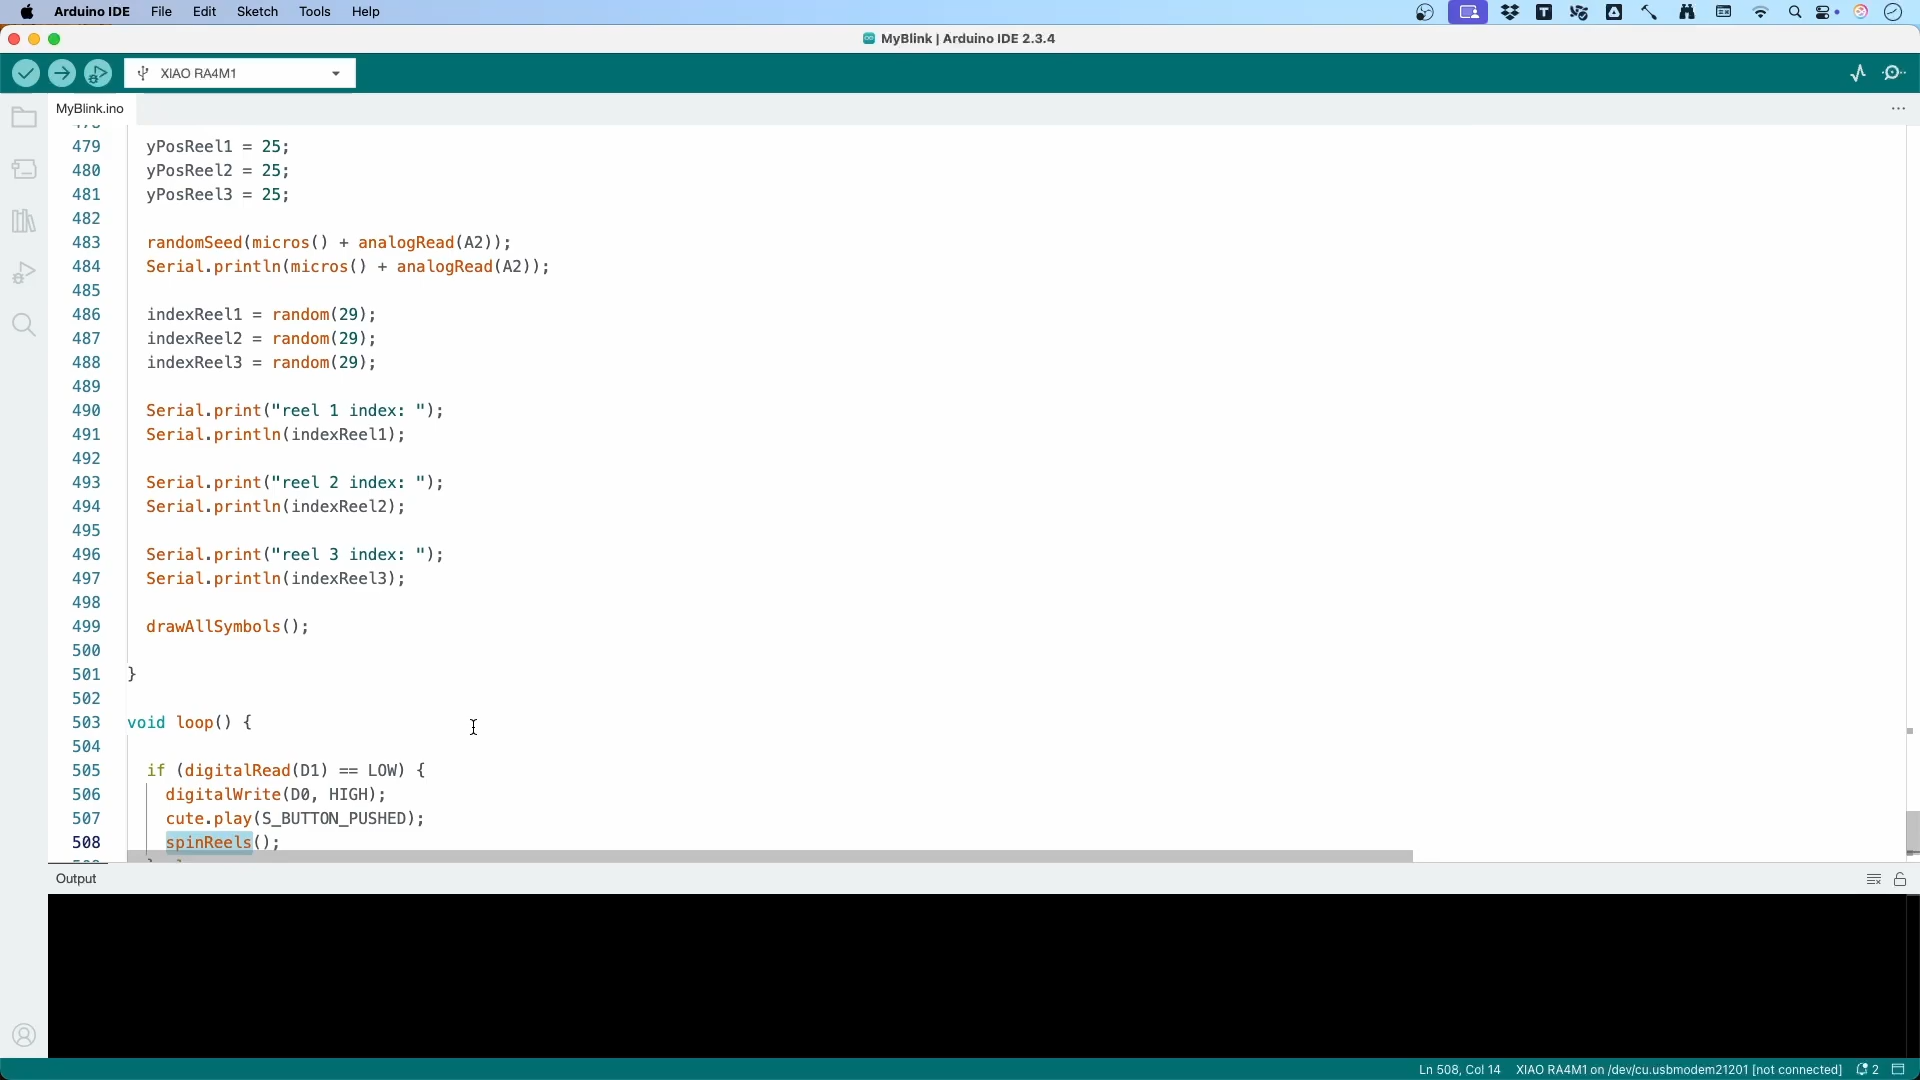 Arduino IDE File Edit Sketch Tools Help
MyBlink | Arduino IDE 2.3.4
XIAO RA4M1
MyBlink.ino
479 yPosReel1 = 25;
480 yPosReel2 = 25;
481 yPosReel3 = 25;
482
483 randomSeed(micros() + analogRead(A2));
484 Serial.println(micros() + analogRead(A2));
485
486 indexReel1 = random(29);
487 indexReel2 = random(29);
488 indexReel3 = random(29);
489
490 Serial.print("reel 1 index: ");
491 Serial.println(indexReel1);
492
493 Serial.print("reel 2 index: ");
494 Serial.println(indexReel2);
495
496 Serial.print("reel 3 index: ");
497 Serial.println(indexReel3);
498
499 drawAllSymbols();
500
501 }
502
503 void loop() {
504
505 if (digitalRead(D1) == LOW) {
506 digitalWrite(D0, HIGH);
507 cute.play(S_BUTTON_PUSHED);
508 spinReels();
Output
Ln 508, Col 14 XIAO RA4M1 on /dev/cu.usbmodem21201 [not connected] 2